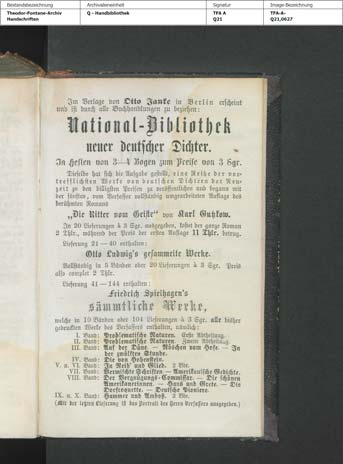 Bestandsbezeichnung Archivalieneinheit Signatur Image-Bezeichnung
Theodor-Fontane-Archiv Q - Handbibliothek TFA A TFA-A-
Handschriften Q21 Q21_0627
Im Verlage von Otto Janke in Berlin erscheint
und ist durch alle Buchhandlungen zu beziehen:
National-Bibliothek
neuer deutscher Dichter.
In Heften von 3—4 Bogen zum Preise von 3 Sgr.
Dieselbe hat sich die Aufgabe gestellt, eine Reihe der vor-
trefflichsten Werke von deutschen Dichtern der Neu-
zeit zu den billigsten Preisen zu veröffentlichen und begann mit
der fünften, vom Verfasser vollständig umgearbeiteten Auflage des
berühmten Romans
„Die Ritter vom Geiste“ von Karl Gutzkow.
In 20 Lieferungen à 3 Sgr. ausgegeben, kostet der ganze Roman
2 Thlr., während der Preis der ersten Auflage 11 Thlr. betrug.
Lieferung 21—40 enthalten:
Otto Ludwig's gesammelte Werke.
Vollständig in 5 Bänden oder 20 Lieferungen à 3 Sgr. Preis
also complet 2 Thlr.
Lieferung 41—144 enthalten:
Friedrich Spielhagen's
sämmtliche Werke,
welche in 10 Bänden oder 104 Lieferungen à 3 Sgr. alle bisher
gedruckten Werke des Verfassers enthalten, nämlich:
I. Band: Problematische Naturen. Erste Abtheilung.
II. Band: Problematische Naturen. Zweite Abtheilung.
III. Band: Auf der Düne. — Röschen vom Hofe. — In
der zwölften Stunde.
IV. Band: Die von Hohenstein.
V. u. VI. Band: In Reih' und Glied. 2 Bde.
VII. Band: Vermischte Schriften — Amerikanische Gedichte.
VIII. Band: Der Vergnügungs-Commissar. — Die schönen
Amerikanerinnen. — Hans und Grete. — Die
Dorfcoquette. — Deutsche Pioniere.
IX. u. X. Band: Hammer und Amboß. 2 Bde.
(Mit der letzten Lieferung ist das Portrait des Herrn Verfassers ausgegeben.)